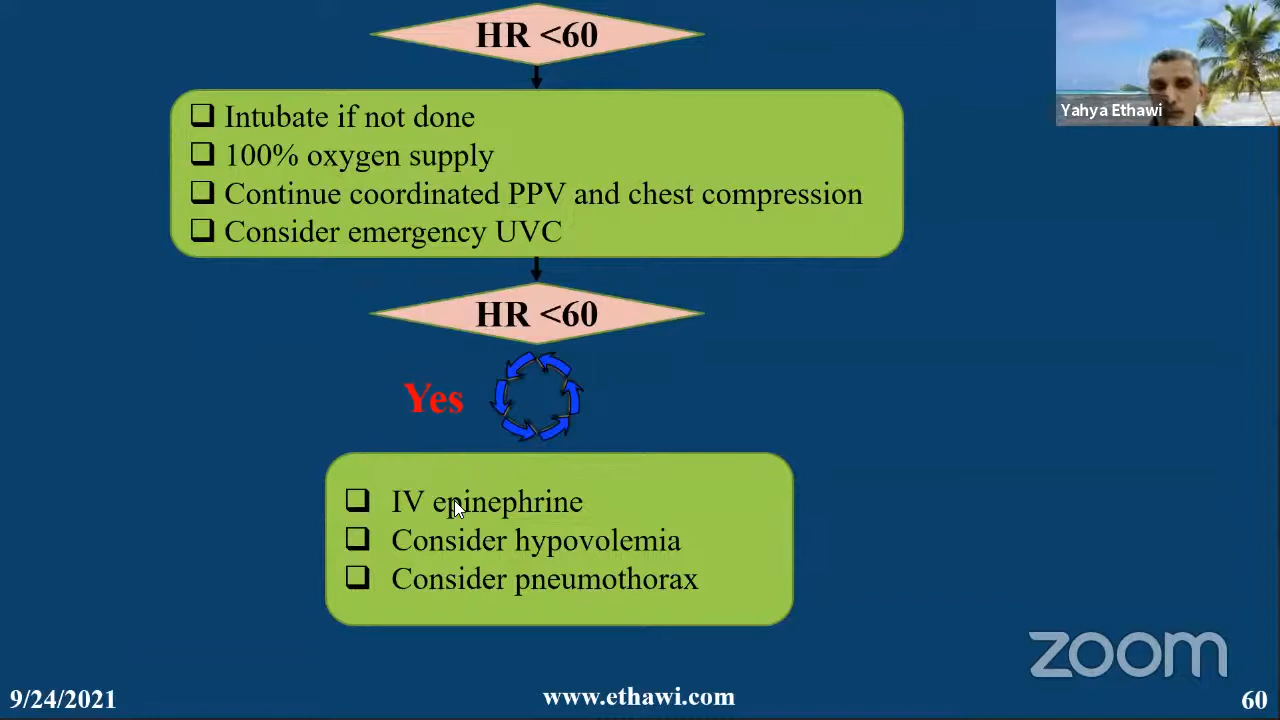 HR <60
Yahya Ethawi
❑ Intubate if not done
❑ 100% oxygen supply
❑ Continue coordinated PPV and chest compression
❑ Consider emergency UVC
HR <60
Yes
❑ IV epinephrine
❑ Consider hypovolemia
❑ Consider pneumothorax
zoom
9/24/2021
www.ethawi.com
60